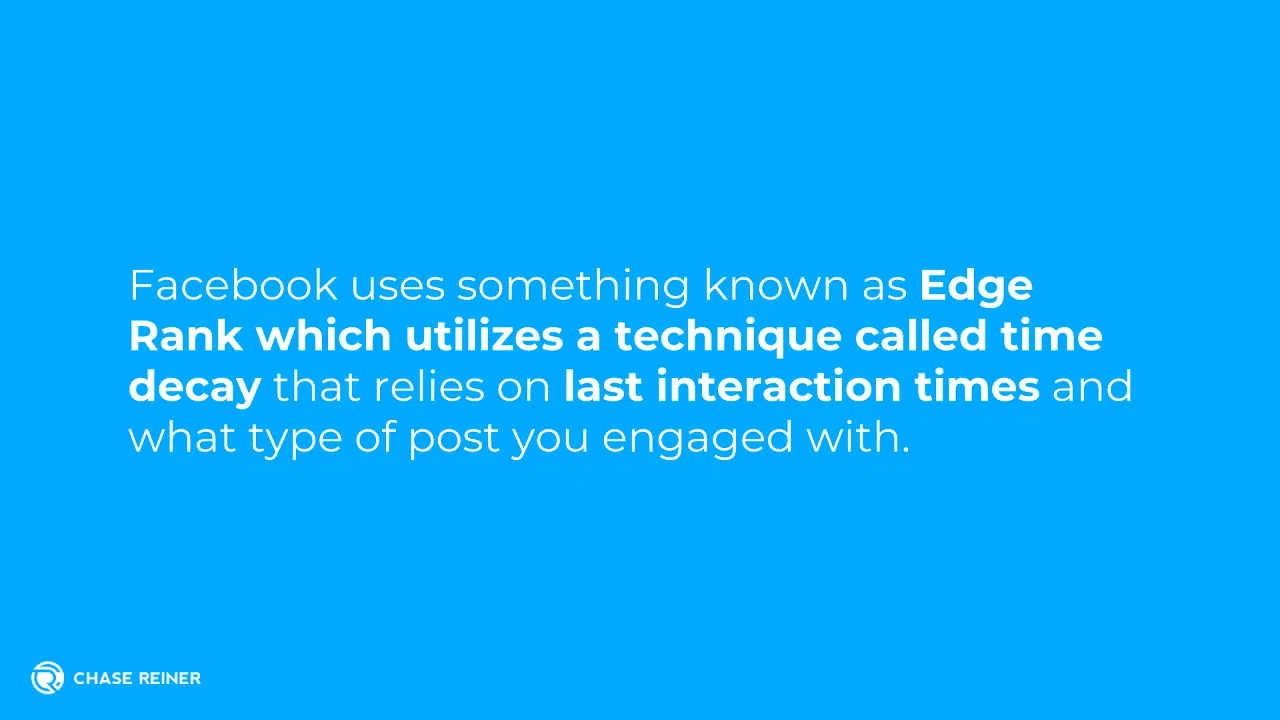 Facebook uses something known as Edge
Rank which utilizes a technique called time
decay that relies on last interaction times and
what type of post you engaged with.
CHASE REINER